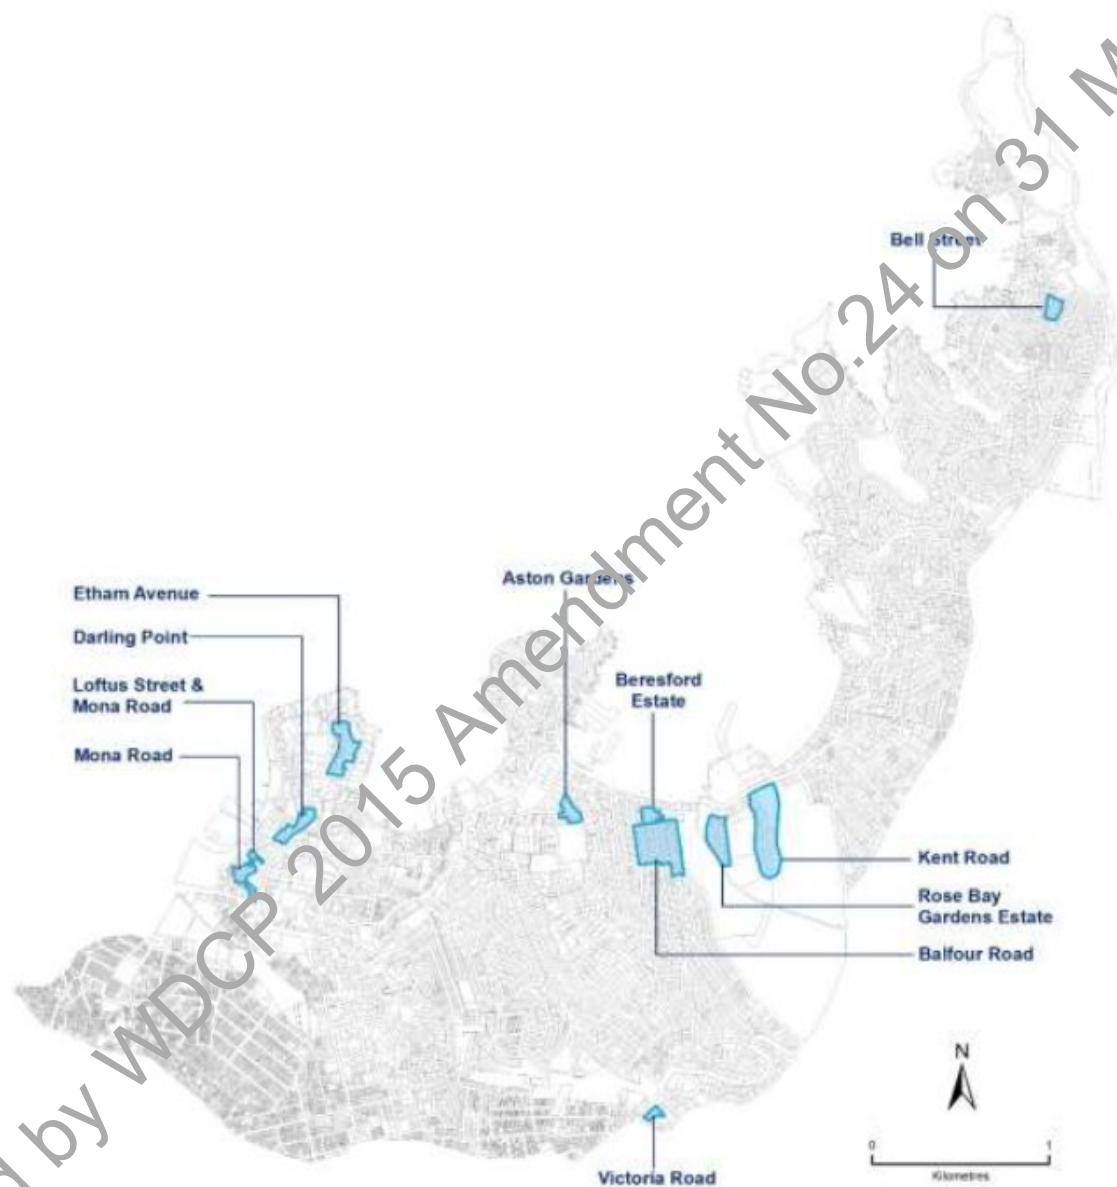 Bell Street
Aston Gardens
Etham Avenue
Darling Point
Loftus Street &
Mona Road
Mona Road
Beresford
Estate
Kent Road
Rose Bay
Gardens Estate
Balfour Road
Victoria Road
N
0 1
Kilometres
d by WDCP 2015 Amendment No.24 on 31 M